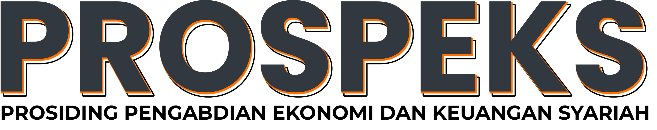 PROSPEKS
PROSIDING PENGABDIAN EKONOMI DAN KEUANGAN SYARIAH